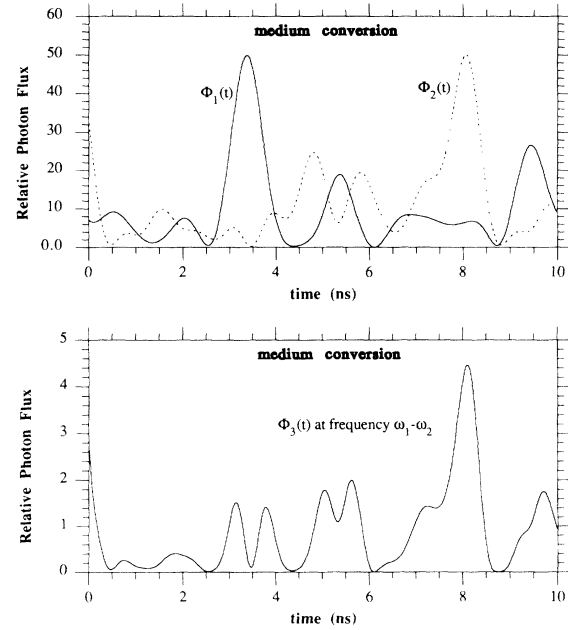 60
medium conversion
50
Φ1(t)
Φ2(t)
40
30
20
10
0.0
Relative Photon Flux
0 2 4 6 8 10
time (ns)
5
medium conversion
4
Φ3(t) at frequency ω1-ω2
3
2
1
0
Relative Photon Flux
0 2 4 6 8 10
time (ns)